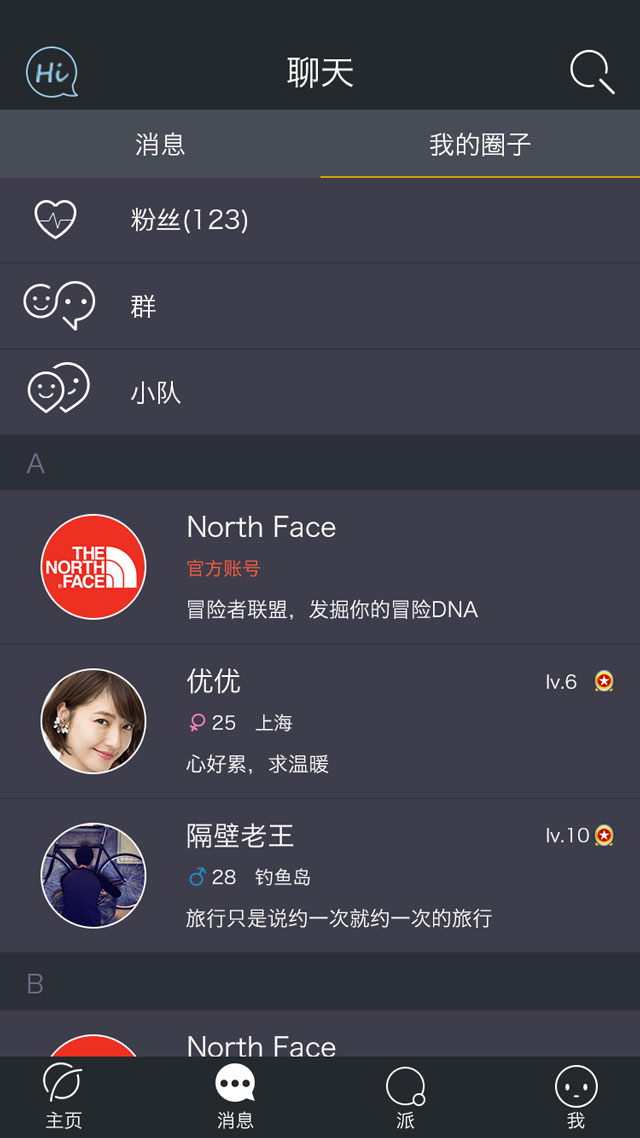 Hi
聊天
消息 我的圈子
粉丝(123)
群
小队
A
THE
NORTH
FACE
North Face
官方账号
冒险者联盟，发掘你的冒险DNA
优优 lv.6
25 上海
心好累，求温暖
隔壁老王 lv.10
28 钓鱼岛
旅行只是说约一次就约一次的旅行
B
North Face
主页 消息 派 我